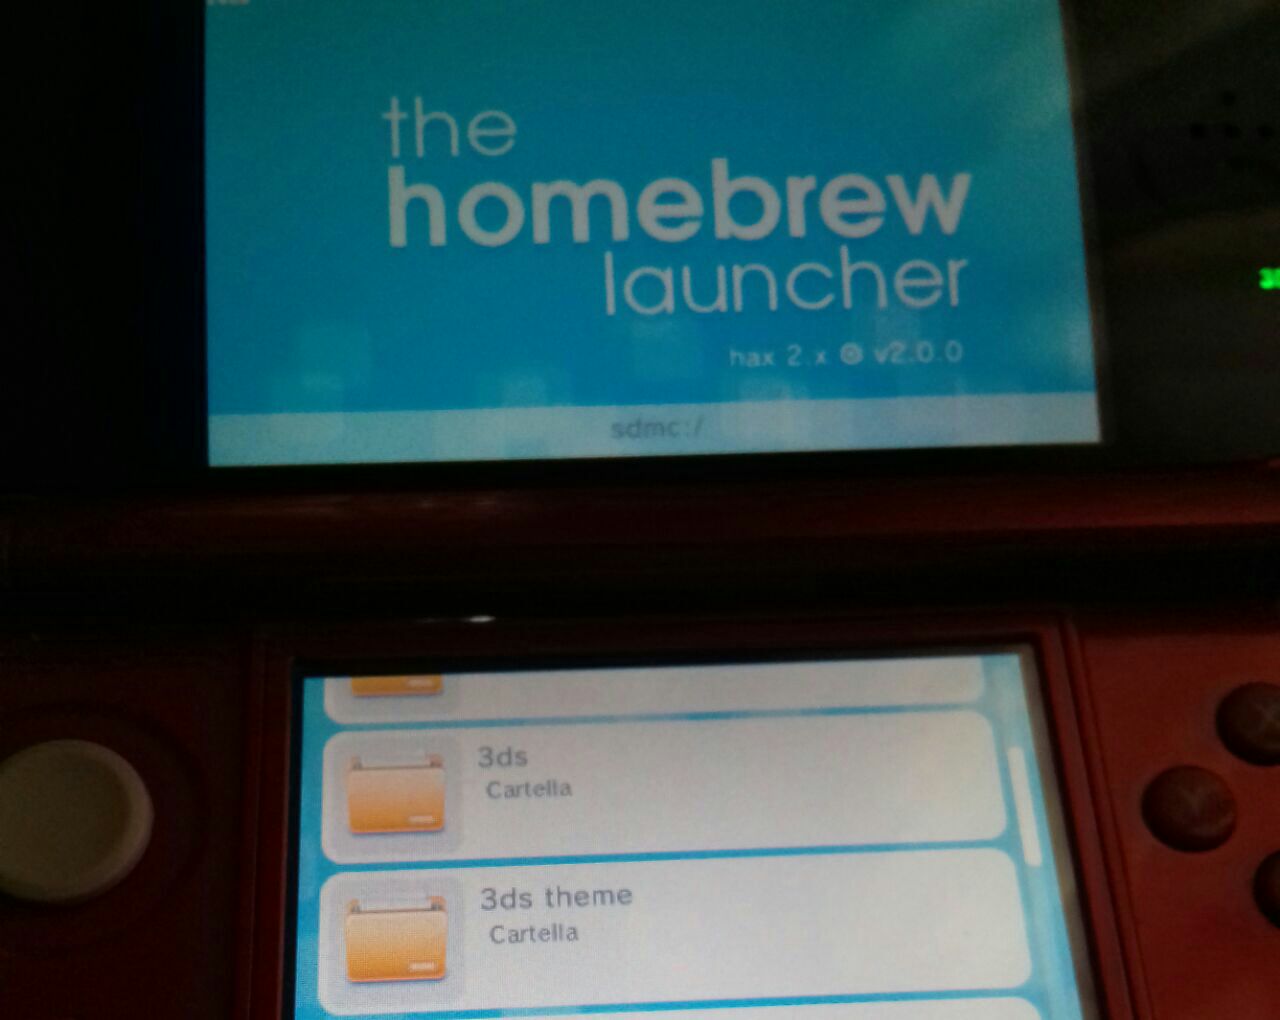 the
homebrew
launcher
hax 2.x @ v2.0.0
sdmc:/
3ds
Cartella
3ds theme
Cartella